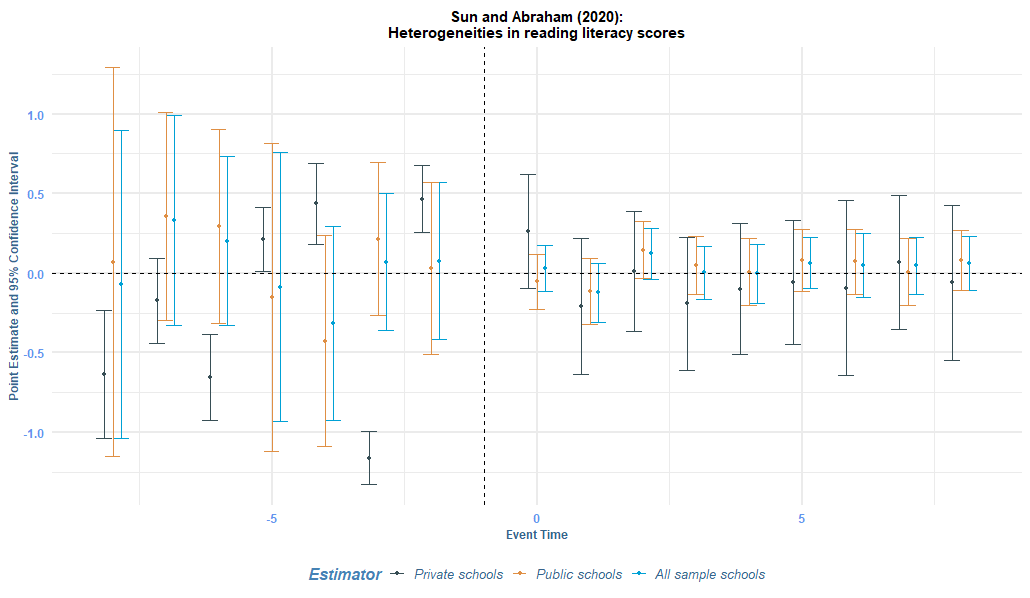 Sun and Abraham (2020):
Heterogeneities in reading literacy scores
Point Estimate and 95% Confidence Interval
1.0
0.5
0.0
-0.5
-1.0
-5
0
5
Event Time
Estimator Private schools Public schools All sample schools